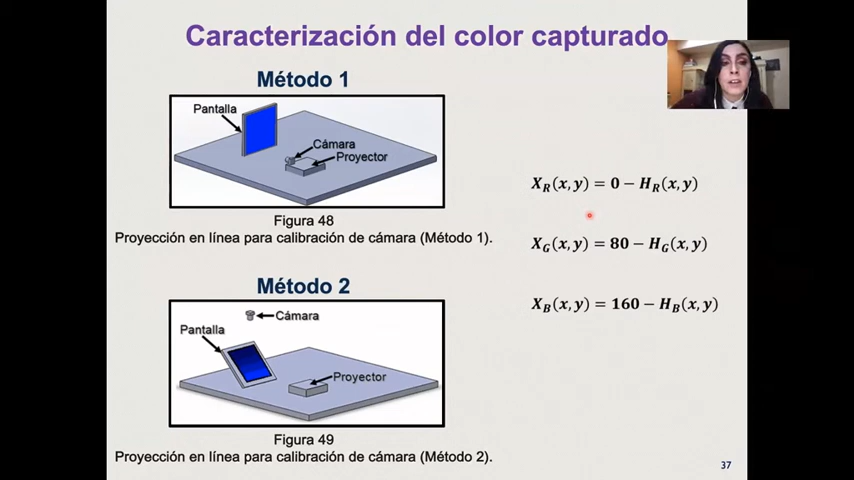 Caracterización del color capturado
Método 1
Pantalla
Cámara
Proyector
Figura 48
Proyección en línea para calibración de cámara (Método 1).
Método 2
Cámara
Pantalla
Proyector
Figura 49
Proyección en línea para calibración de cámara (Método 2).
X_R(x, y) = 0 − H_R(x, y)
X_G(x, y) = 80 − H_G(x, y)
X_B(x, y) = 160 − H_B(x, y)
37